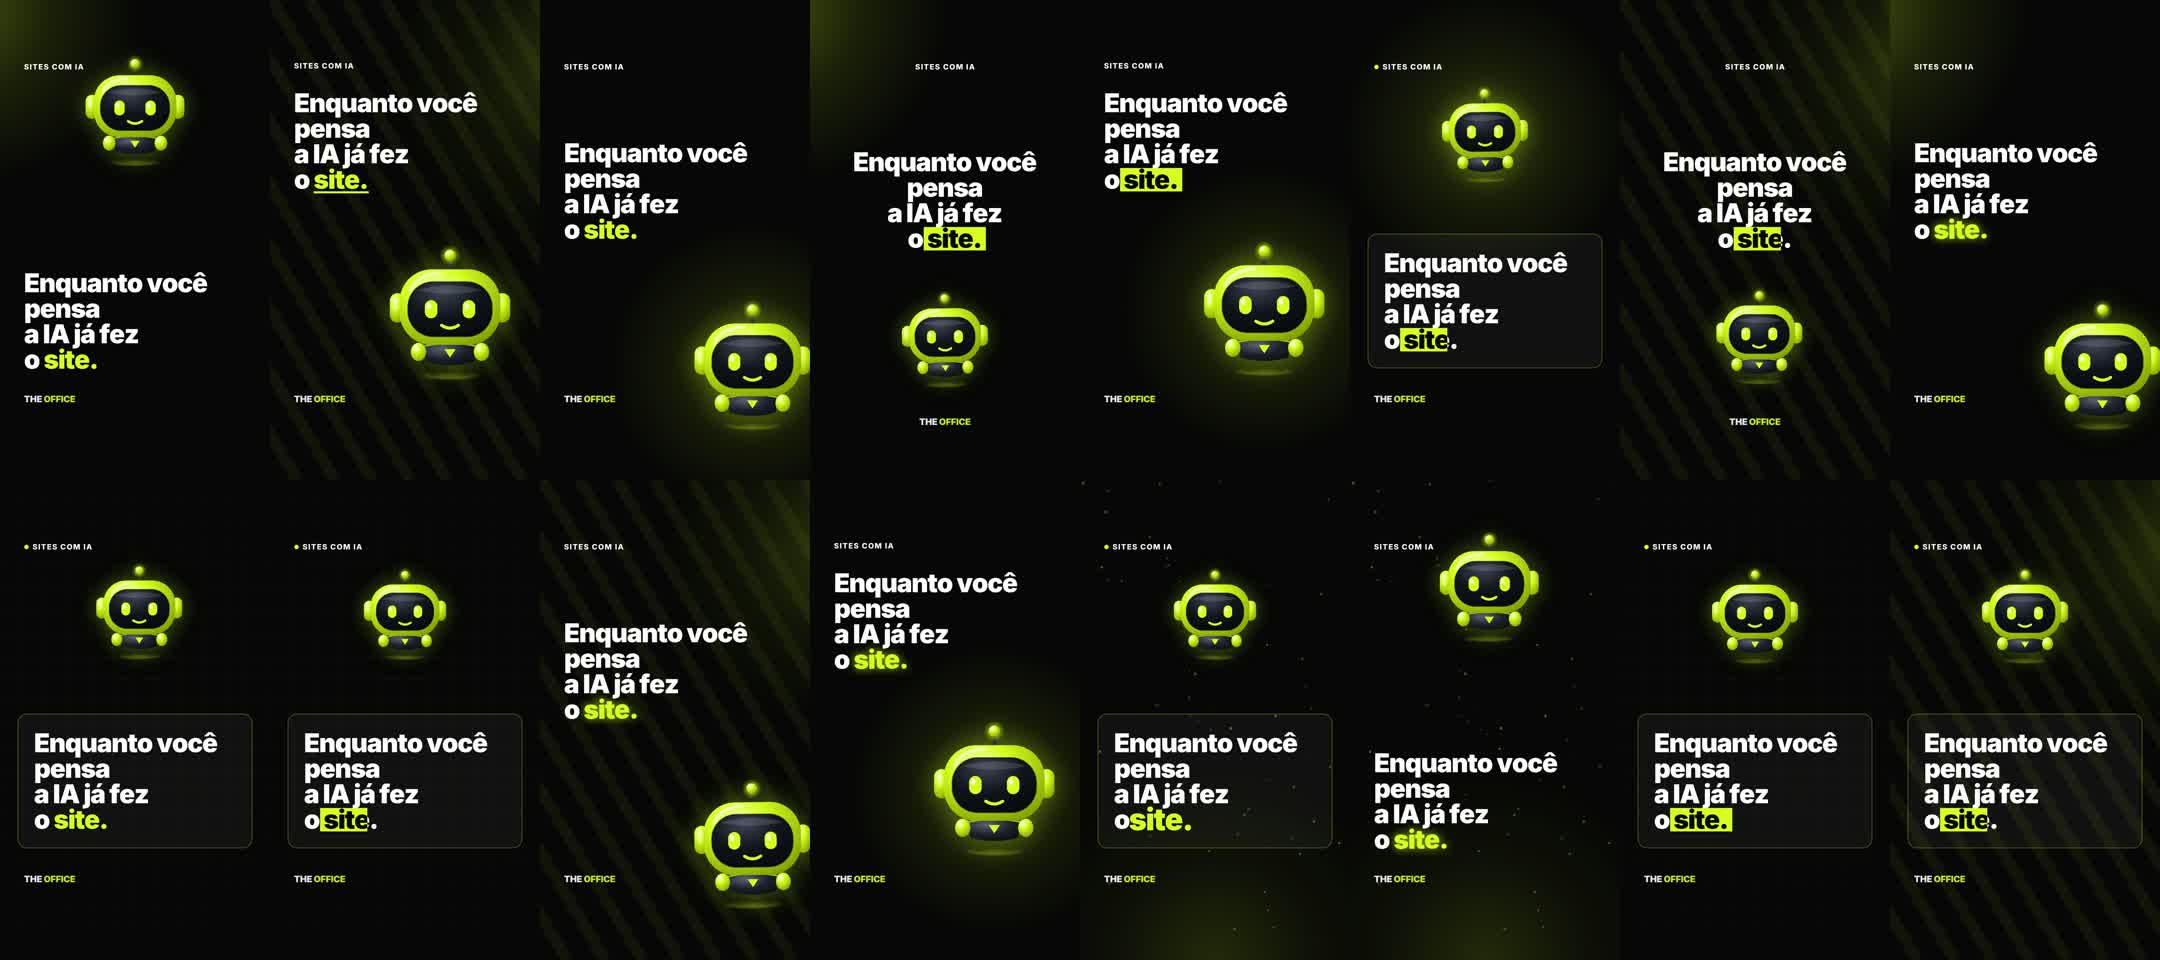 SITES COM IA
Enquanto você
pensa
a IA já fez
o site.
THE OFFICE
SITES COM IA
Enquanto você
pensa
a IA já fez
o site.
THE OFFICE
SITES COM IA
Enquanto você
pensa
a IA já fez
o site.
THE OFFICE
SITES COM IA
Enquanto você
pensa
a IA já fez
o site.
THE OFFICE
SITES COM IA
Enquanto você
pensa
a IA já fez
o site.
THE OFFICE
SITES COM IA
Enquanto você
pensa
a IA já fez
o site.
THE OFFICE
SITES COM IA
Enquanto você
pensa
a IA já fez
o site.
THE OFFICE
SITES COM IA
Enquanto você
pensa
a IA já fez
o site.
THE OFFICE
SITES COM IA
Enquanto você
pensa
a IA já fez
o site.
THE OFFICE
SITES COM IA
Enquanto você
pensa
a IA já fez
o site.
THE OFFICE
SITES COM IA
Enquanto você
pensa
a IA já fez
o site.
THE OFFICE
SITES COM IA
Enquanto você
pensa
a IA já fez
o site.
THE OFFICE
SITES COM IA
Enquanto você
pensa
a IA já fez
osite.
THE OFFICE
SITES COM IA
Enquanto você
pensa
a IA já fez
o site.
THE OFFICE
SITES COM IA
Enquanto você
pensa
a IA já fez
o site.
THE OFFICE
SITES COM IA
Enquanto você
pensa
a IA já fez
o site.
THE OFFICE